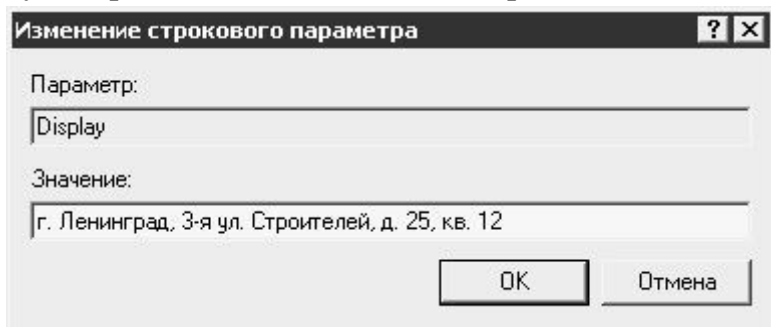 Изменение строкового параметра
Параметр:
Display
Значение:
г. Ленинград, 3-я ул. Строителей, д. 25, кв. 12
OK Отмена